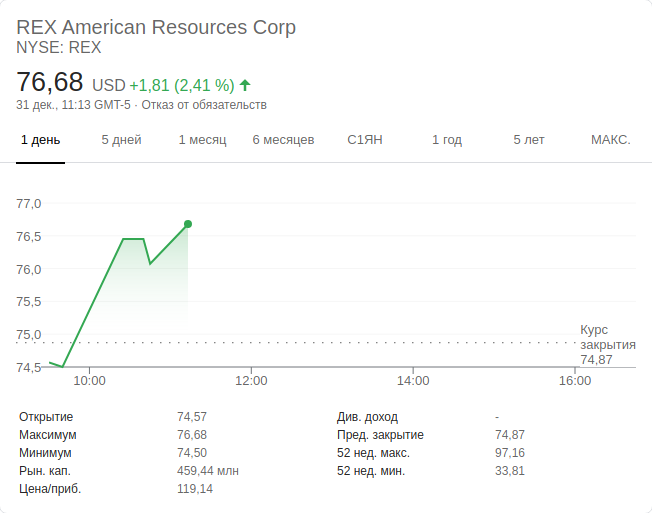 REX American Resources Corp
NYSE: REX
76,68 USD +1,81 (2,41 %)
31 дек., 11:13 GMT-5 · Отказ от обязательств
1 день 5 дней 1 месяц 6 месяцев С1ЯН 1 год 5 лет МАКС.
77,0
76,5
76,0
75,5
75,0
74,5
Курс
закрытия
74,87
10:00 12:00 14:00 16:00
Открытие 74,57 Див. доход -
Максимум 76,68 Пред. закрытие 74,87
Минимум 74,50 52 нед. макс. 97,16
Рын. кап. 459,44 млн 52 нед. мин. 33,81
Цена/приб. 119,14